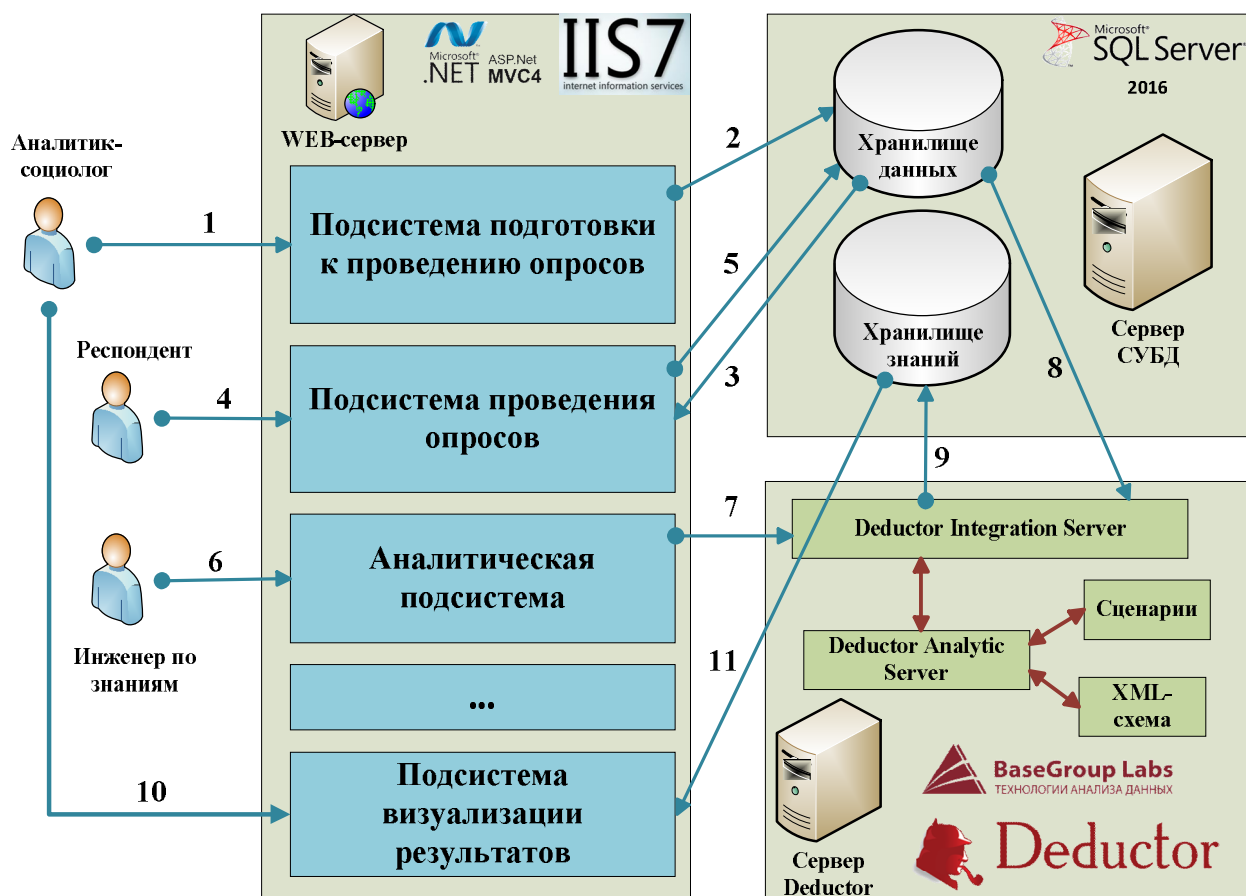 Аналитик-
социолог
Респондент
Инженер по
знаниям
1
4
6
10
WEB-сервер
Microsoft®
.NET
ASP.Net
MVC4
IIS7
internet information services
Подсистема подготовки
к проведению опросов
Подсистема проведения
опросов
Аналитическая
подсистема
...
Подсистема
визуализации
результатов
2
5
3
7
11
Microsoft®
SQL Server®
2016
Хранилище
данных
Хранилище
знаний
Сервер
СУБД
8
9
Deductor Integration Server
Deductor Analytic
Server
Сценарии
XML-
схема
Сервер
Deductor
BaseGroup Labs
ТЕХНОЛОГИИ АНАЛИЗА ДАННЫХ
Deductor